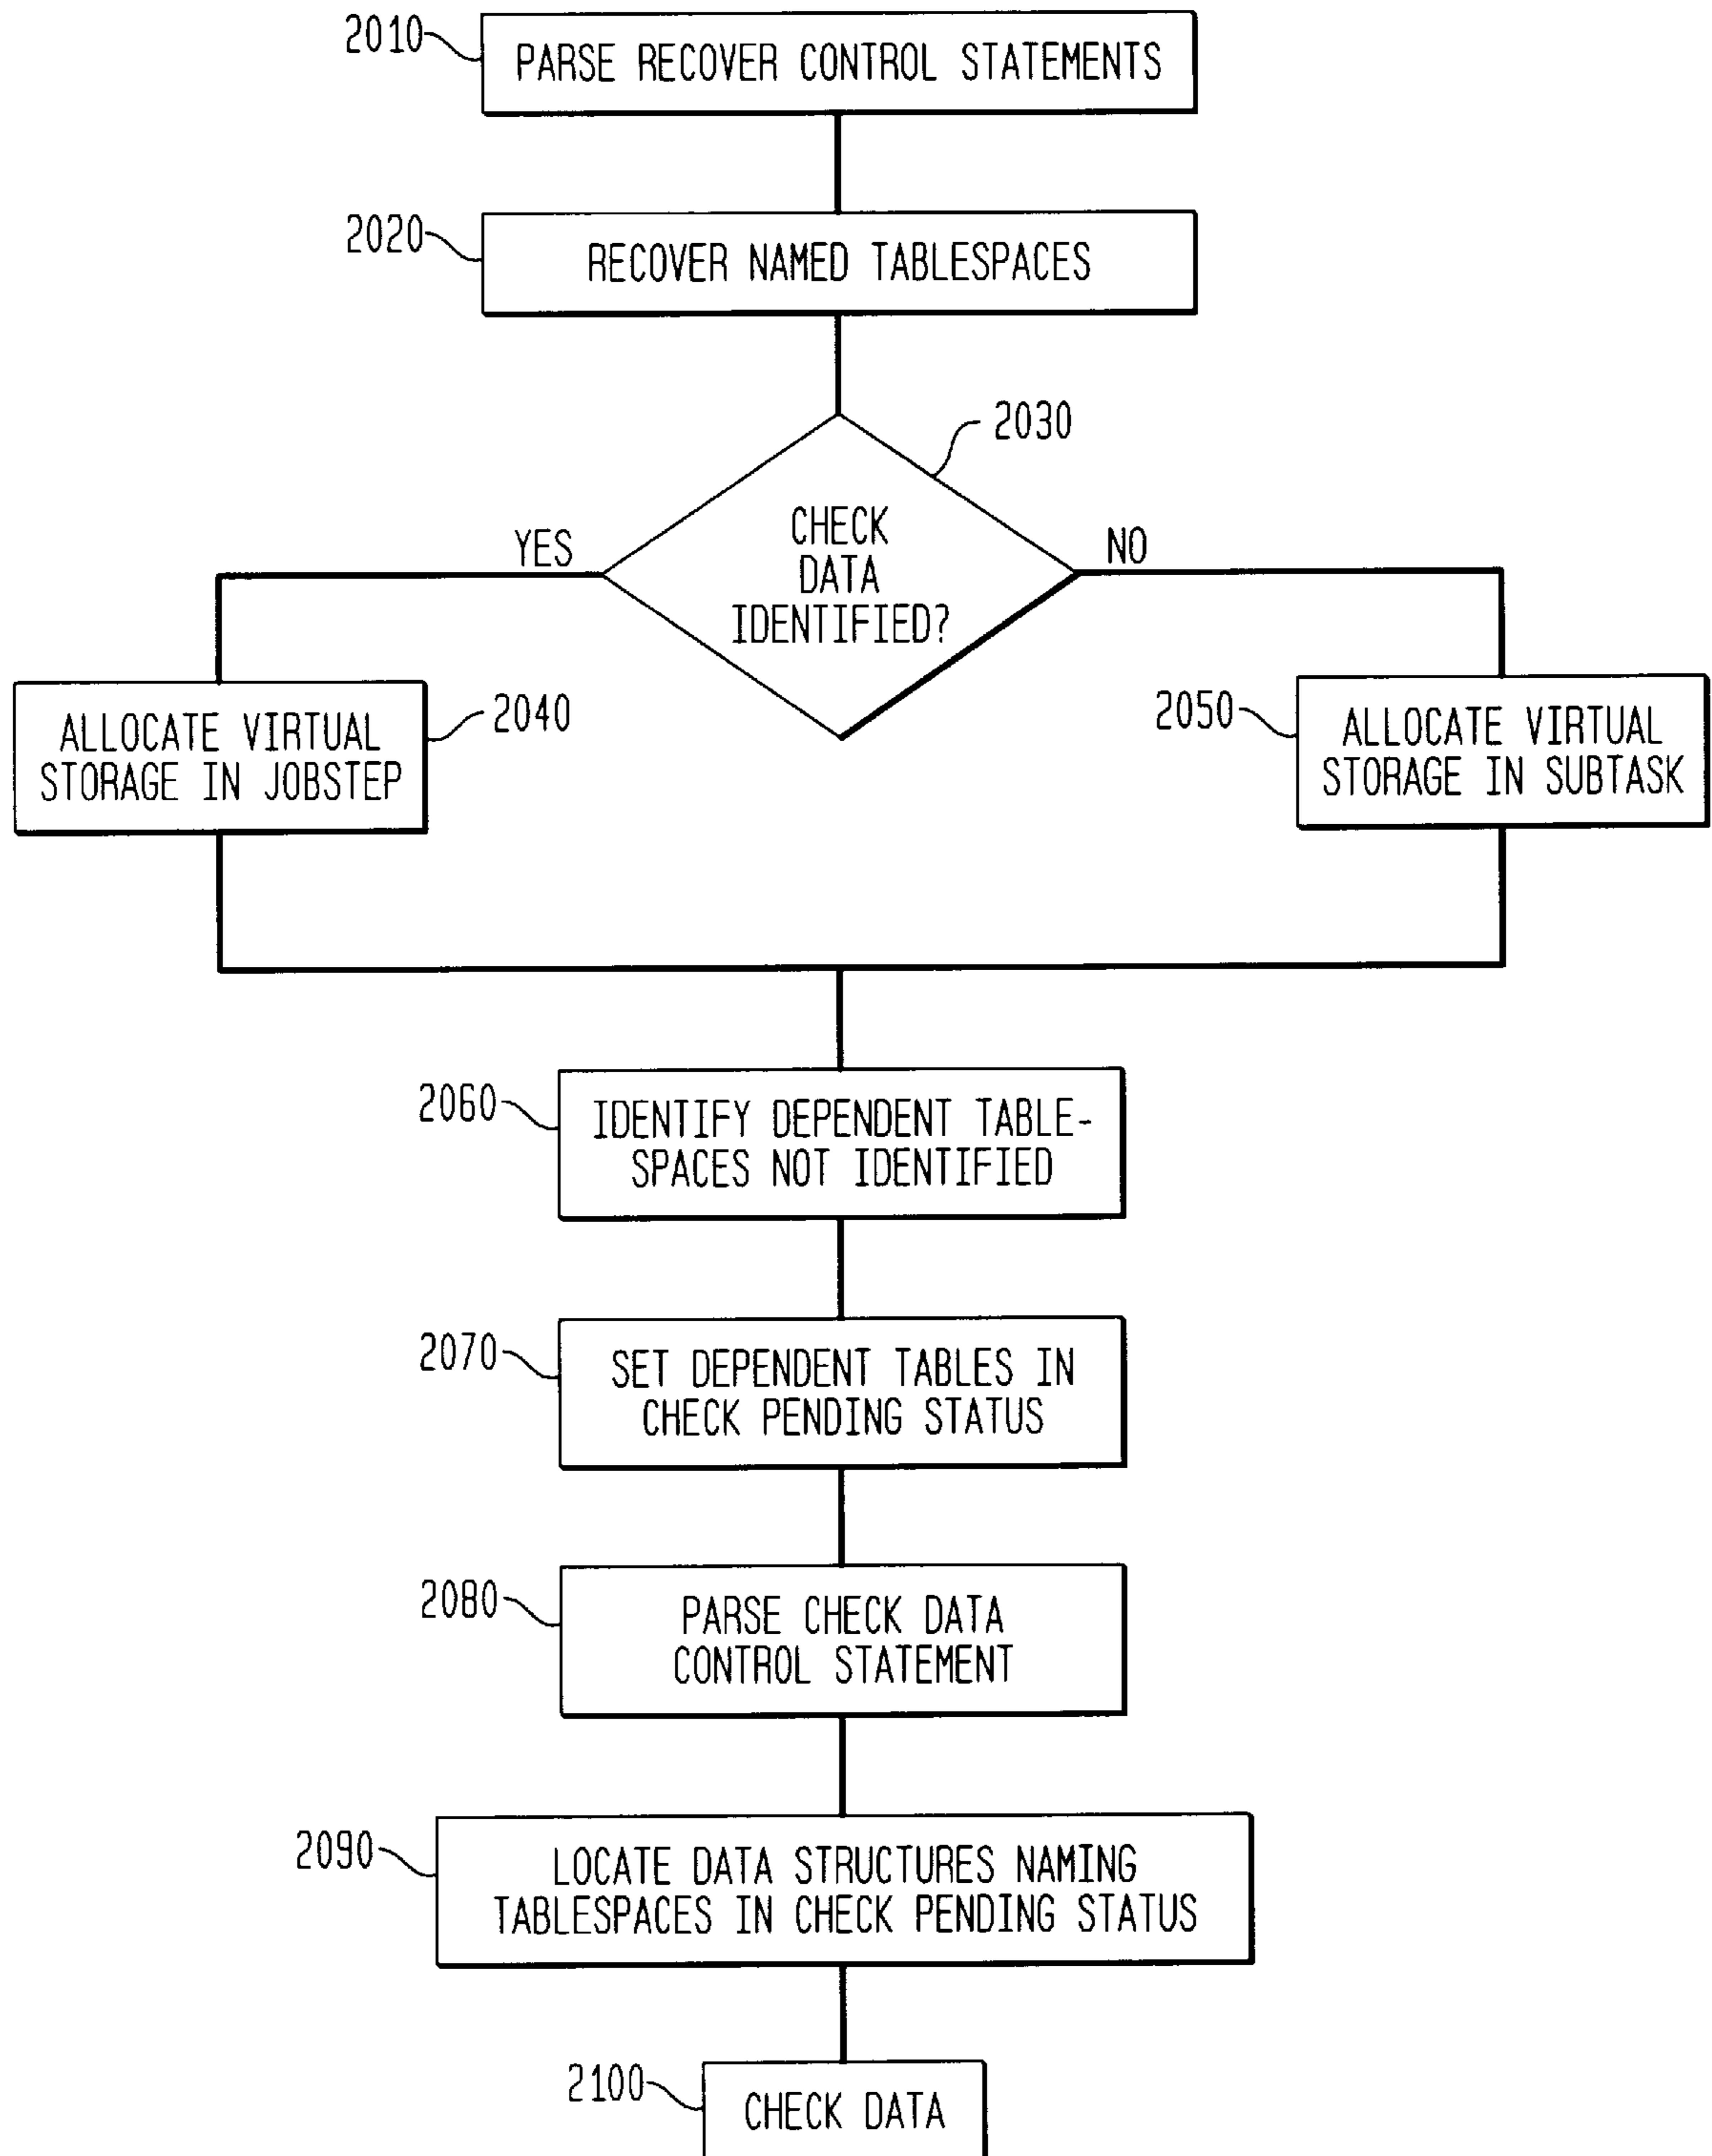 2010
PARSE RECOVER CONTROL STATEMENTS
2020
RECOVER NAMED TABLESPACES
2030
CHECK
DATA
IDENTIFIED?
YES
NO
ALLOCATE VIRTUAL
STORAGE IN JOBSTEP
2040
2050
ALLOCATE VIRTUAL
STORAGE IN SUBTASK
2060
IDENTIFY DEPENDENT TABLE-
SPACES NOT IDENTIFIED
2070
SET DEPENDENT TABLES IN
CHECK PENDING STATUS
2080
PARSE CHECK DATA
CONTROL STATEMENT
2090
LOCATE DATA STRUCTURES NAMING
TABLESPACES IN CHECK PENDING STATUS
2100
CHECK DATA